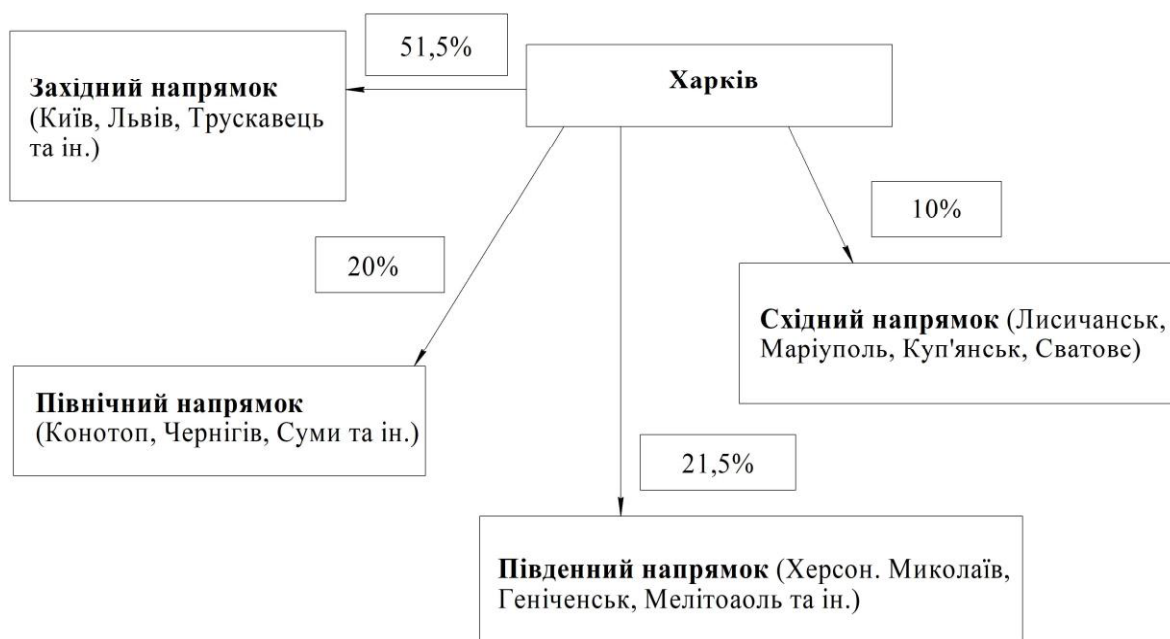 51,5%
Харків
Західний напрямок
(Київ, Львів, Трускавець
та ін.)
10%
20%
Східний напрямок (Лисичанськ,
Маріуполь, Куп'янськ, Сватове)
Північний напрямок
(Конотоп, Чернігів, Суми та ін.)
21,5%
Південний напрямок (Херсон. Миколаїв,
Геніченськ, Мелітоаоль та ін.)